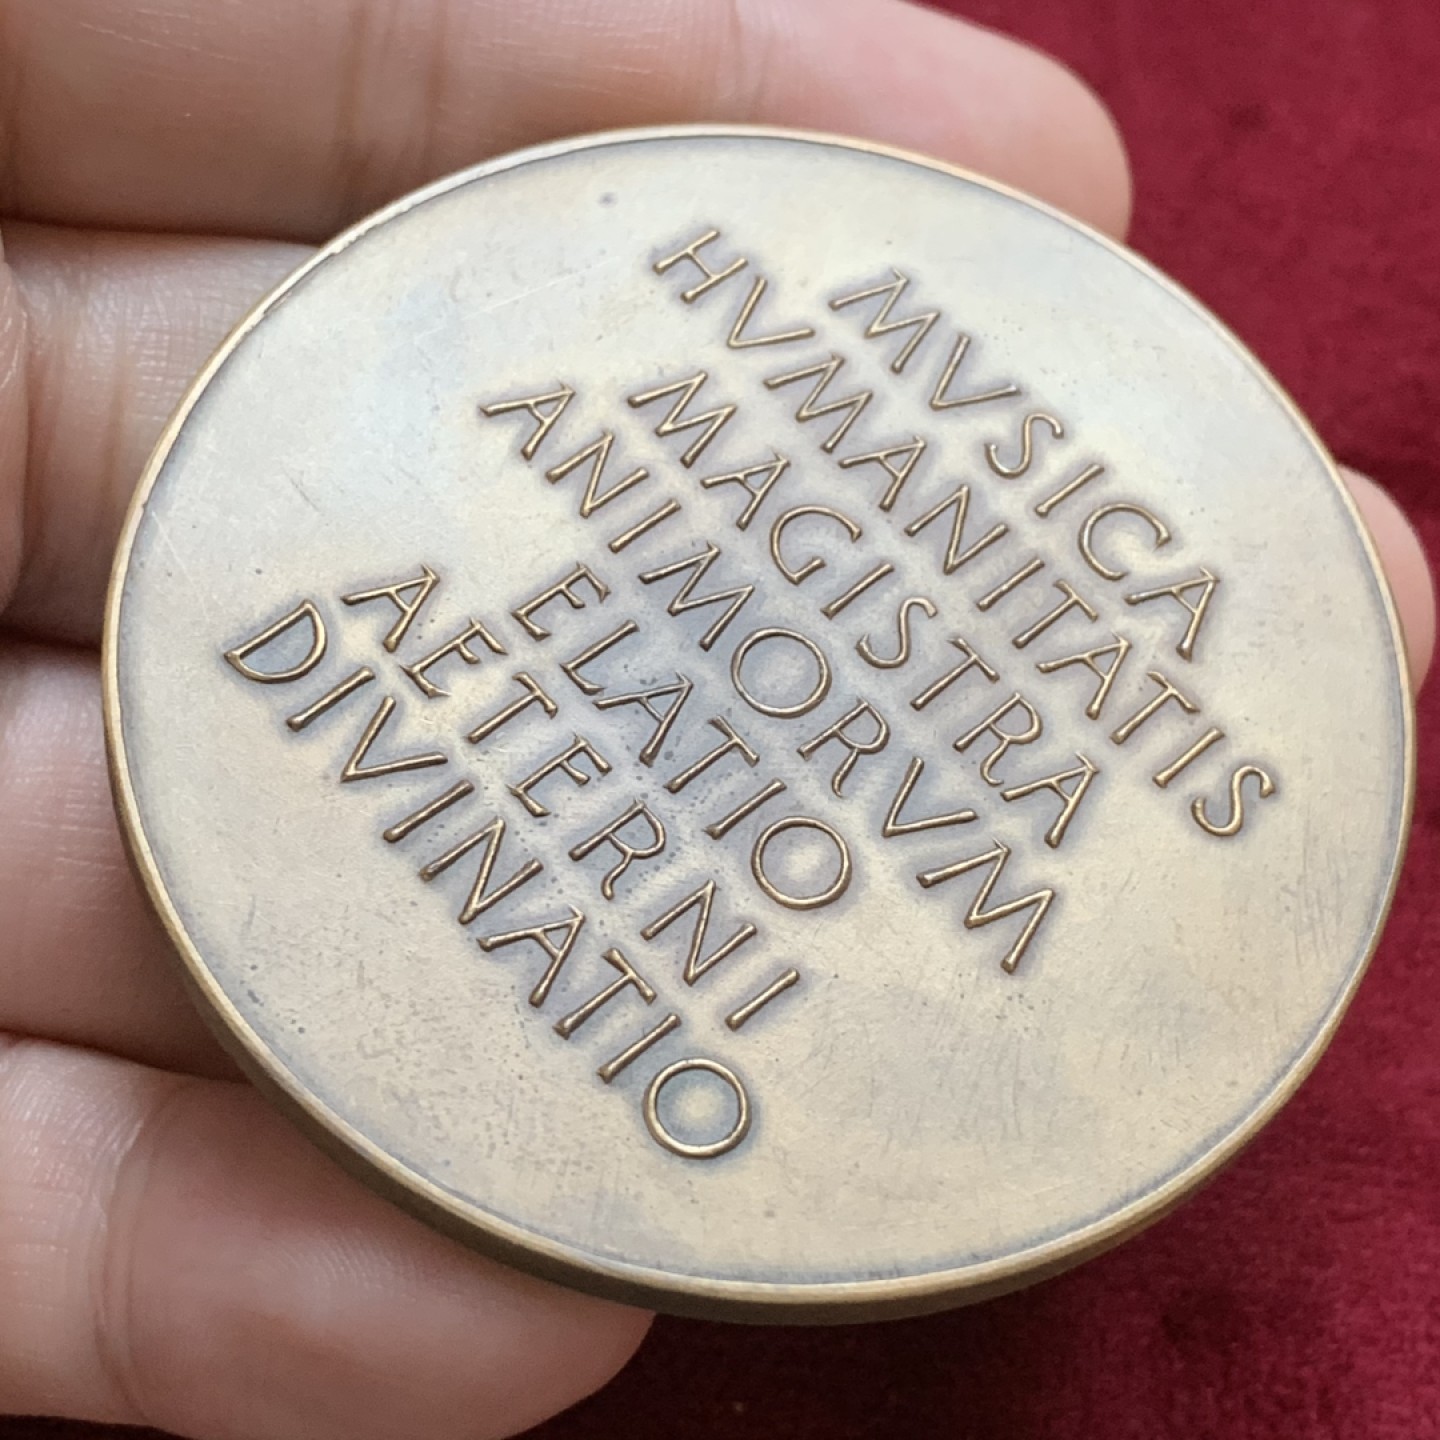 MVSICA
HVMANITATIS
MAGISTRA
ANIMORVM
ELATIO
AETERNI
DIVINATIO